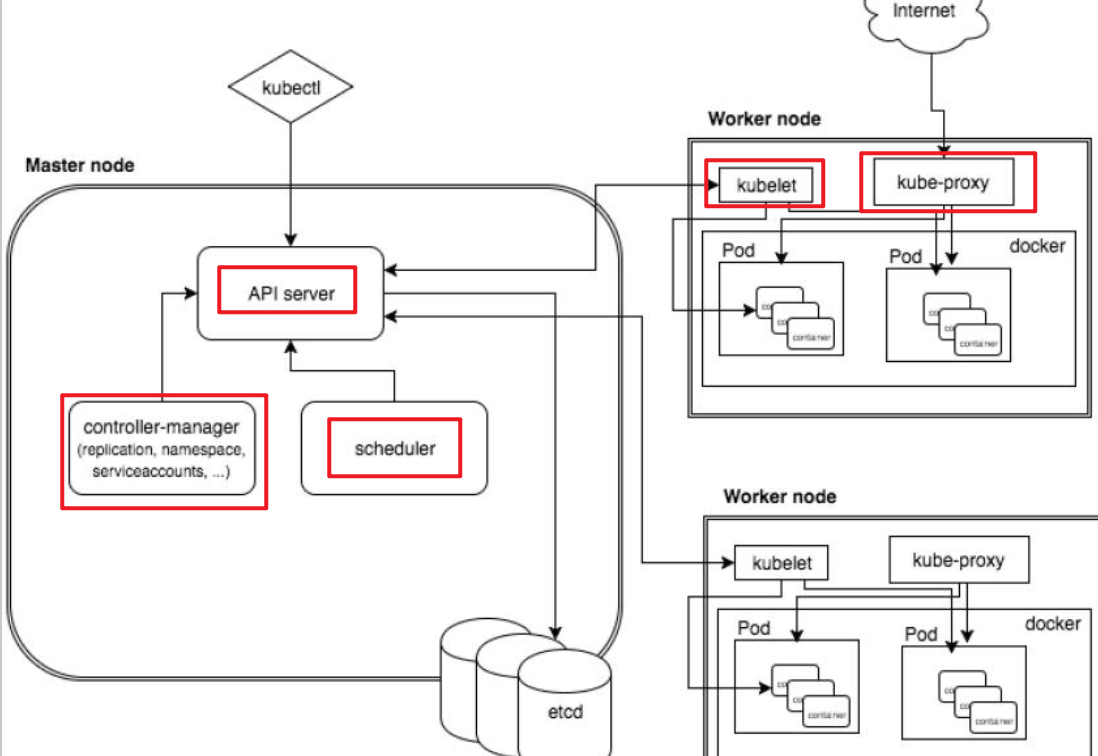 Internet
kubectl
Worker node
Master node
kubelet
kube-proxy
Pod
docker
Pod
API server
container
container
controller-manager
(replication, namespace,
serviceaccounts, ...)
scheduler
Worker node
kubelet
kube-proxy
Pod
docker
Pod
container
container
etcd